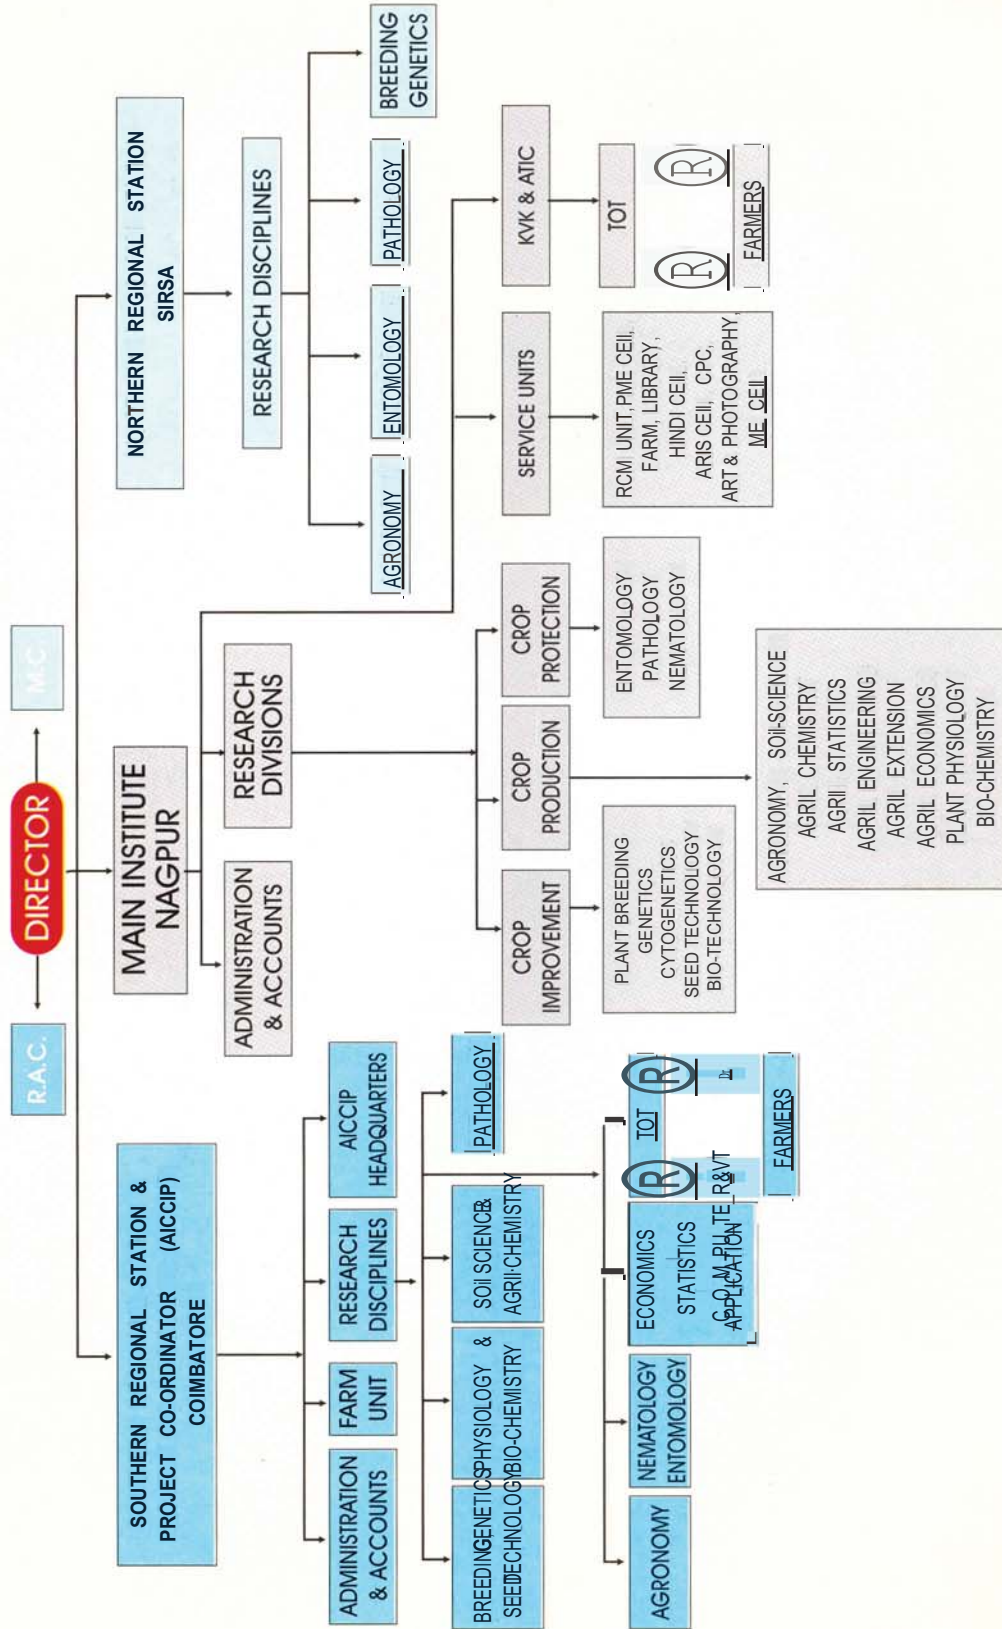 R.A.C.
DIRECTOR
M.C.
SOUTHERN REGIONAL STATION &
PROJECT CO-ORDINATOR (AICCIP)
COIMBATORE
MAIN INSTITUTE
NAGPUR
NORTHERN REGIONAL STATION
SIRSA
ADMINISTRATION
& ACCOUNTS
FARM
UNIT
RESEARCH
DISCIPLINES
AICCIP
HEADQUARTERS
BREEDING,GENETICS
SEED TECHNOLOGY
PHYSIOLOGY &
BIO-CHEMISTRY
SOil SCIENCE &
AGRIl·CHEMISTRY
PATHOLOGY
AGRONOMY
NEMATOLOGY
ENTOMOLOGY
ECONOMICS
STATISTICS
APPLICATION
TOT
R R
FARMERS
ADMINISTRATION
& ACCOUNTS
RESEARCH
DIVISIONS
CROP
IMPROVEMENT
CROP
PRODUCTION
CROP
PROTECTION
PLANT BREEDING
GENETICS
CYTOGENETICS
SEED TECHNOLOGY
BIO-TECHNOLOGY
AGRONOMY, SOil-SCIENCE
AGRIL CHEMISTRY
AGRIl STATISTICS
AGRIL ENGINEERING
AGRIL EXTENSION
AGRIL ECONOMICS
PLANT PHYSIOLOGY
BIO-CHEMISTRY
ENTOMOLOGY
PATHOLOGY
NEMATOLOGY
SERVICE UNITS
RCM UNIT,PME CEll,
FARM, LIBRARY,
HINDI CEll,
ARIS CEll, CPC,
ART & PHOTOGRAPHY,
ME CEll
KVK & ATIC
TOT
R R
FARMERS
RESEARCH DISCIPLINES
AGRONOMY
ENTOMOLOGY
PATHOLOGY
BREEDING
GENETICS